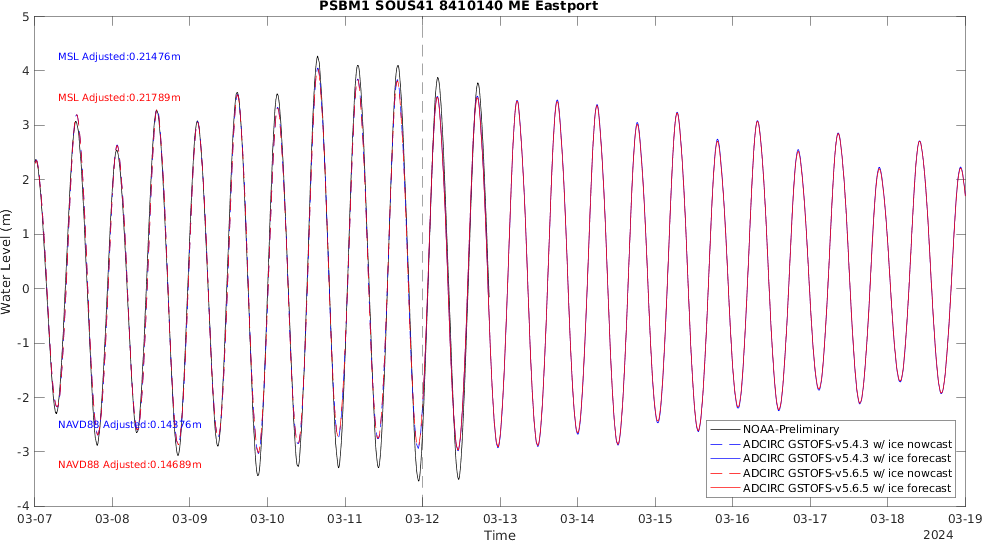 PSBM1 SOUS41 8410140 ME Eastport
Water Level (m)
5
4
3
2
1
0
-1
-2
-3
-4
MSL Adjusted:0.21476m
MSL Adjusted:0.21789m
NAVD88 Adjusted:0.14376m
NAVD88 Adjusted:0.14689m
NOAA-Preliminary
ADCIRC GSTOFS-v5.4.3 w/ ice nowcast
ADCIRC GSTOFS-v5.4.3 w/ ice forecast
ADCIRC GSTOFS-v5.6.5 w/ ice nowcast
ADCIRC GSTOFS-v5.6.5 w/ ice forecast
03-07 03-08 03-09 03-10 03-11 03-12 03-13 03-14 03-15 03-16 03-17 03-18 03-19
Time
2024